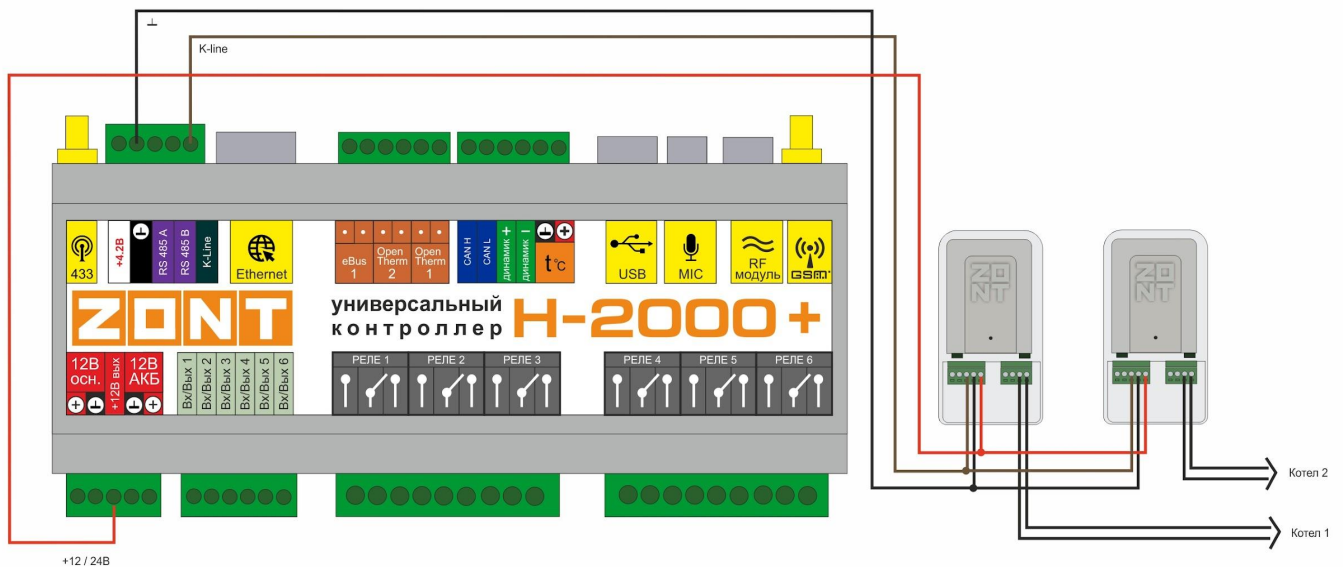 ⊥
K-line
433
+4.2В
RS 485 A
RS 485 B
K-Line
Ethernet
eBus
1
Open
Therm
2
Open
Therm
1
CAN H
CAN L
динамик +
динамик −
t°c
USB
MIC
RF
модуль
GSM
ZONT
универсальный
контроллер
H-2000+
12В
осн.
+12В вых
12В
АКБ
Вх/Вых 1
Вх/Вых 2
Вх/Вых 3
Вх/Вых 4
Вх/Вых 5
Вх/Вых 6
РЕЛЕ 1
РЕЛЕ 2
РЕЛЕ 3
РЕЛЕ 4
РЕЛЕ 5
РЕЛЕ 6
ZONT
ZONT
Котел 2
Котел 1
+12 / 24В